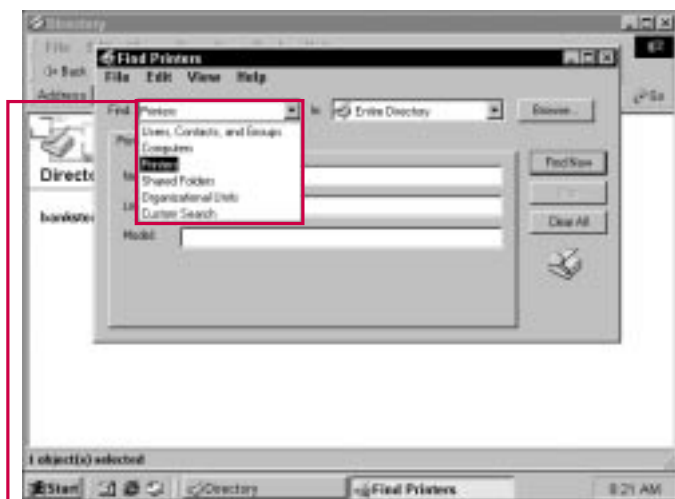 Directory
File
Back
Address
Go
Find Printers
File Edit View Help
Find: Printers In: Entire Directory Browse...
Users, Contacts, and Groups
Computers
Printers
Shared Folders
Organizational Units
Custom Search
Model:
Find Now
Clear All
Directo
bankste
1 object(s) selected
Start Directory Find Printers 8:21 AM